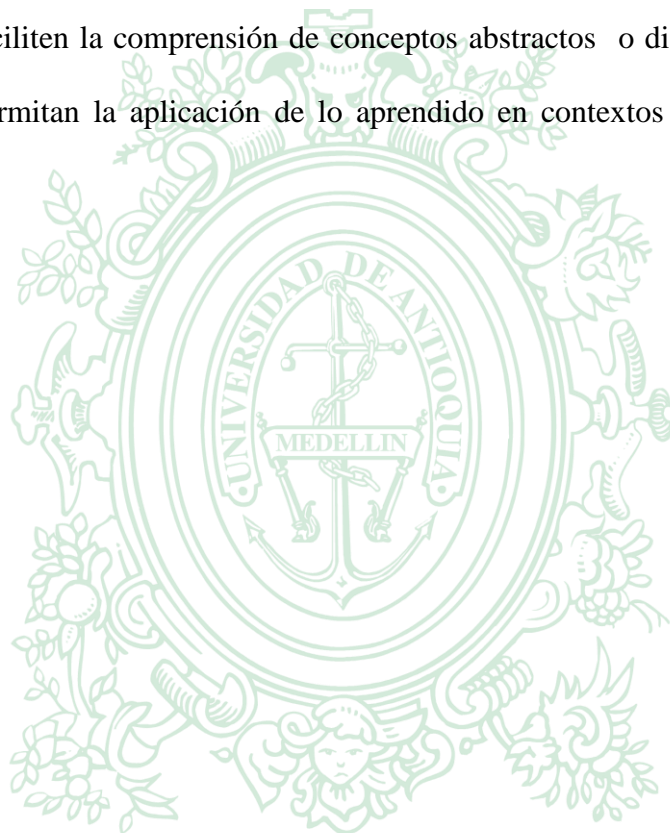 ciliten la comprensión de conceptos abstractos o di
rmitan la aplicación de lo aprendido en contextos
UNIVERSIDAD DE ANTIOQUIA
MEDELLIN